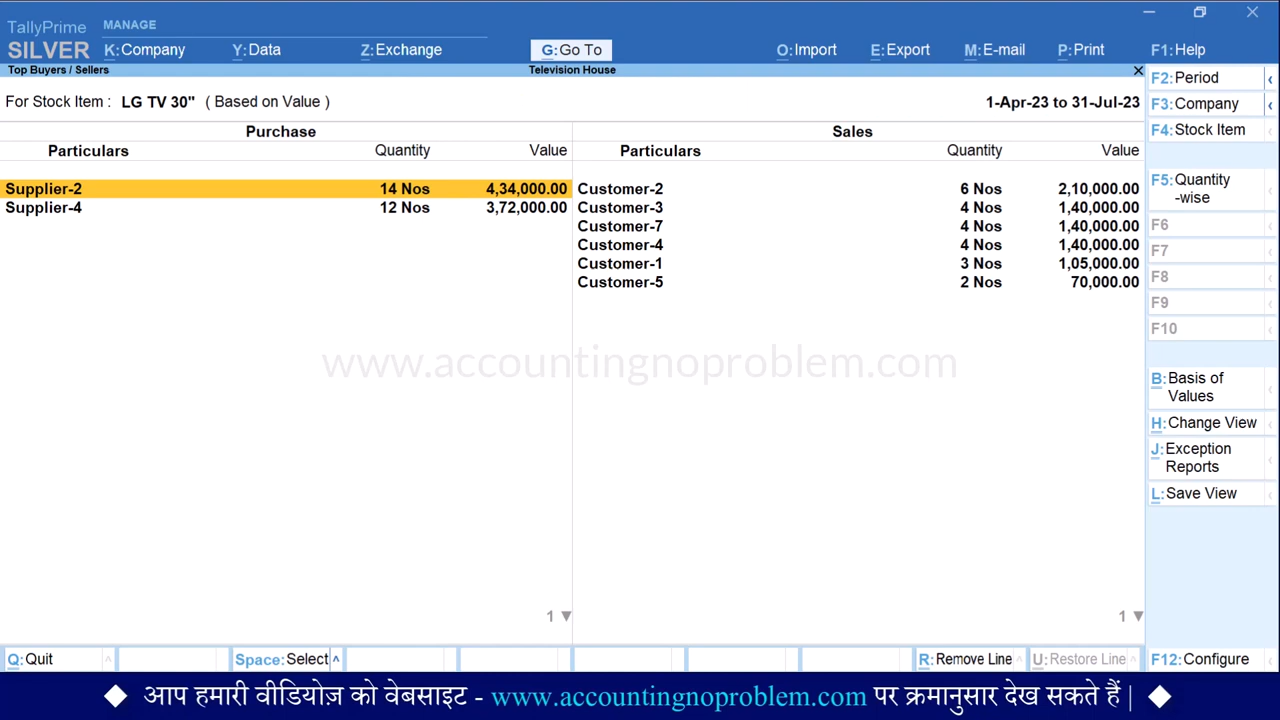 TallyPrime MANAGE
SILVER K:Company Y:Data Z:Exchange G:Go To O:Import E:Export M:E-mail P:Print F1:Help
Top Buyers / Sellers Television House
For Stock Item : LG TV 30" ( Based on Value ) 1-Apr-23 to 31-Jul-23
Purchase Sales
Particulars Quantity Value Particulars Quantity Value
Supplier-2 14 Nos 4,34,000.00 Customer-2 6 Nos 2,10,000.00
Supplier-4 12 Nos 3,72,000.00 Customer-3 4 Nos 1,40,000.00
Customer-7 4 Nos 1,40,000.00
Customer-4 4 Nos 1,40,000.00
Customer-1 3 Nos 1,05,000.00
Customer-5 2 Nos 70,000.00
www.accountingnoproblem.com
1 1
F2:Period
F3:Company
F4:Stock Item
F5:Quantity
-wise
F6
F7
F8
F9
F10
B:Basis of
Values
H:Change View
J:Exception
Reports
L:Save View
Q:Quit Space:Select R:Remove Line U:Restore Line F12:Configure
आप हमारी वीडियोज़ को वेबसाइट - www.accountingnoproblem.com पर क्रमानुसार देख सकते हैं |